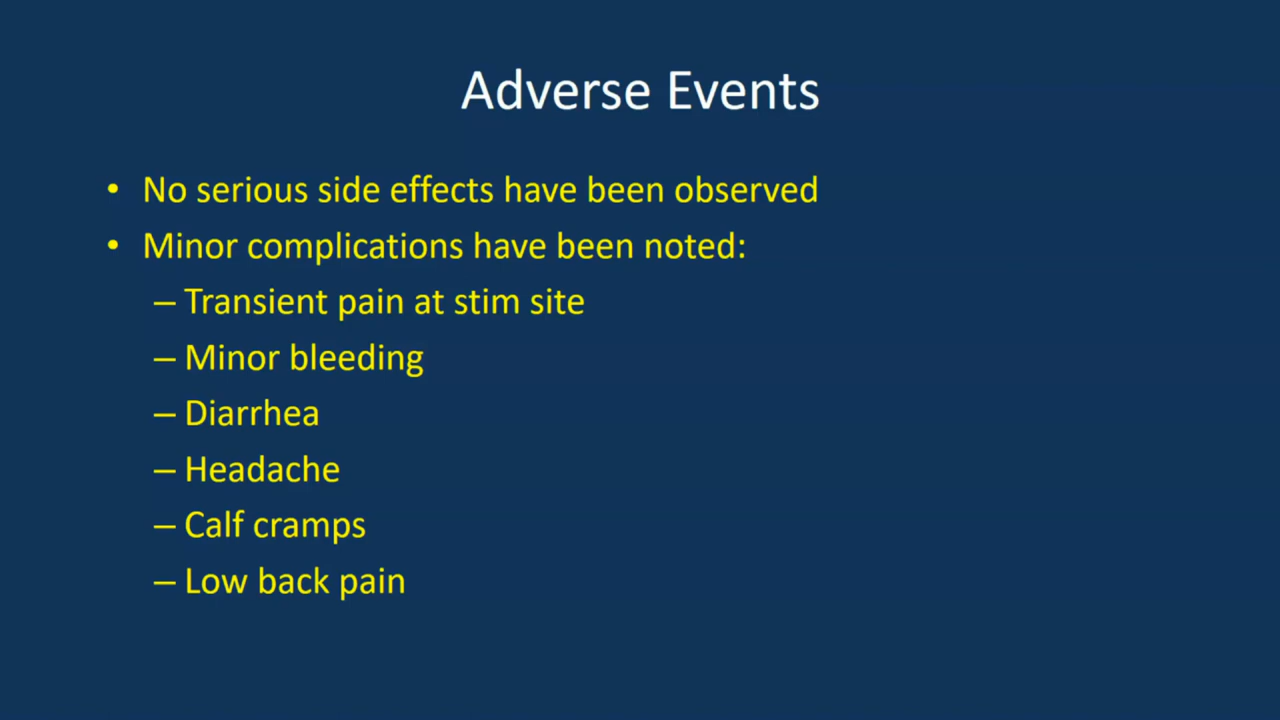 Adverse Events
• No serious side effects have been observed
• Minor complications have been noted:
– Transient pain at stim site
– Minor bleeding
– Diarrhea
– Headache
– Calf cramps
– Low back pain